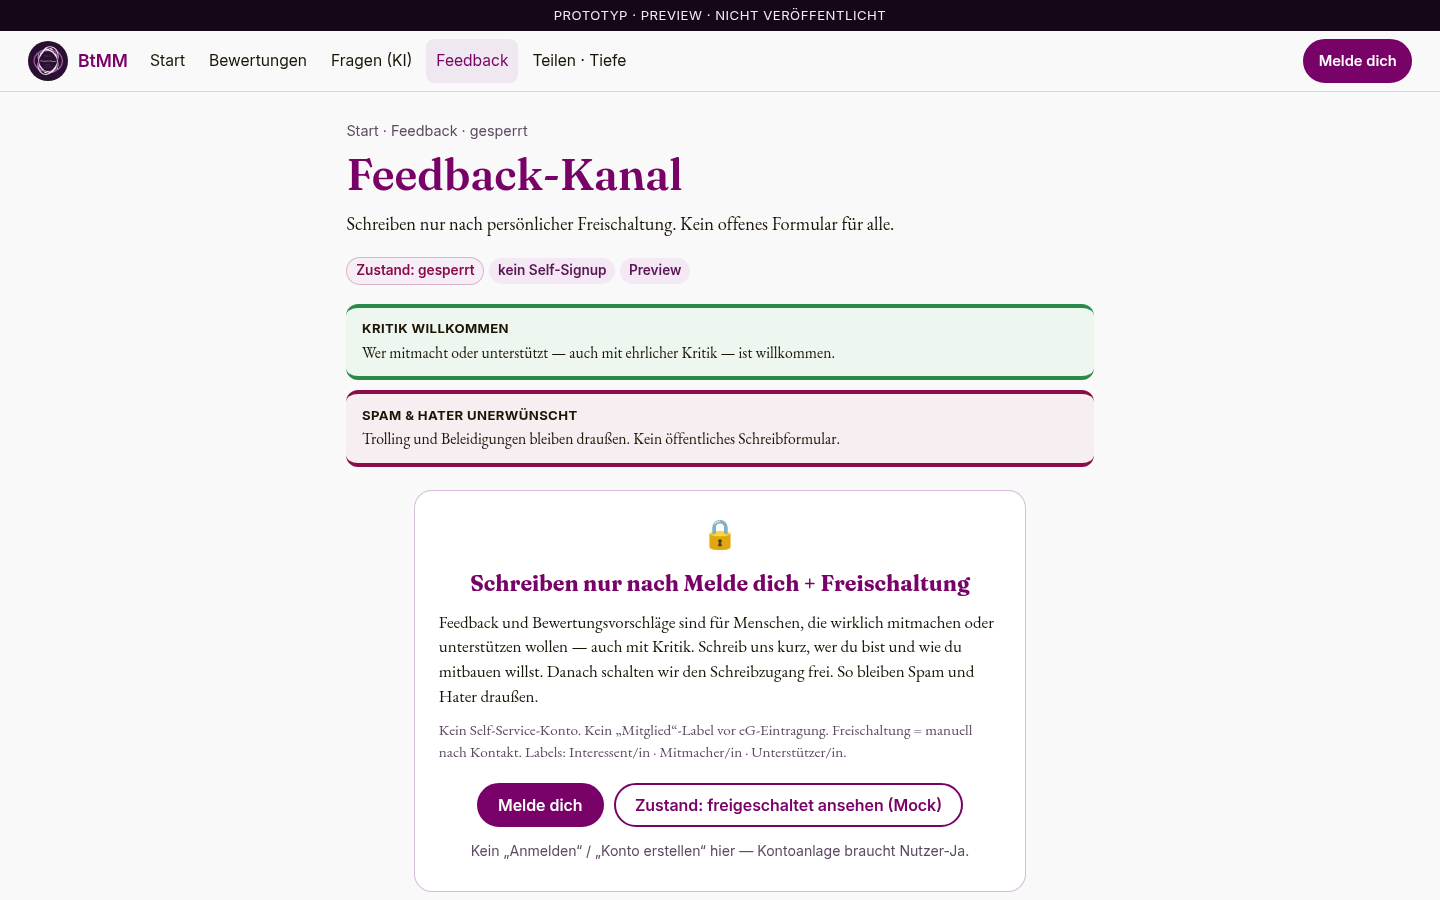 PROTOTYP · PREVIEW · NICHT VERÖFFENTLICHT
BtMM Start Bewertungen Fragen (KI) Feedback Teilen · Tiefe Melde dich
Start · Feedback · gesperrt
Feedback-Kanal
Schreiben nur nach persönlicher Freischaltung. Kein offenes Formular für alle.
Zustand: gesperrt kein Self-Signup Preview
KRITIK WILLKOMMEN
Wer mitmacht oder unterstützt — auch mit ehrlicher Kritik — ist willkommen.
SPAM & HATER UNERWÜNSCHT
Trolling und Beleidigungen bleiben draußen. Kein öffentliches Schreibformular.
Schreiben nur nach Melde dich + Freischaltung
Feedback und Bewertungsvorschläge sind für Menschen, die wirklich mitmachen oder
unterstützen wollen — auch mit Kritik. Schreib uns kurz, wer du bist und wie du
mitbauen willst. Danach schalten wir den Schreibzugang frei. So bleiben Spam und
Hater draußen.
Kein Self-Service-Konto. Kein „Mitglied“-Label vor eG-Eintragung. Freischaltung = manuell
nach Kontakt. Labels: Interessent/in · Mitmacher/in · Unterstützer/in.
Melde dich Zustand: freigeschaltet ansehen (Mock)
Kein „Anmelden“ / „Konto erstellen“ hier — Kontoanlage braucht Nutzer-Ja.